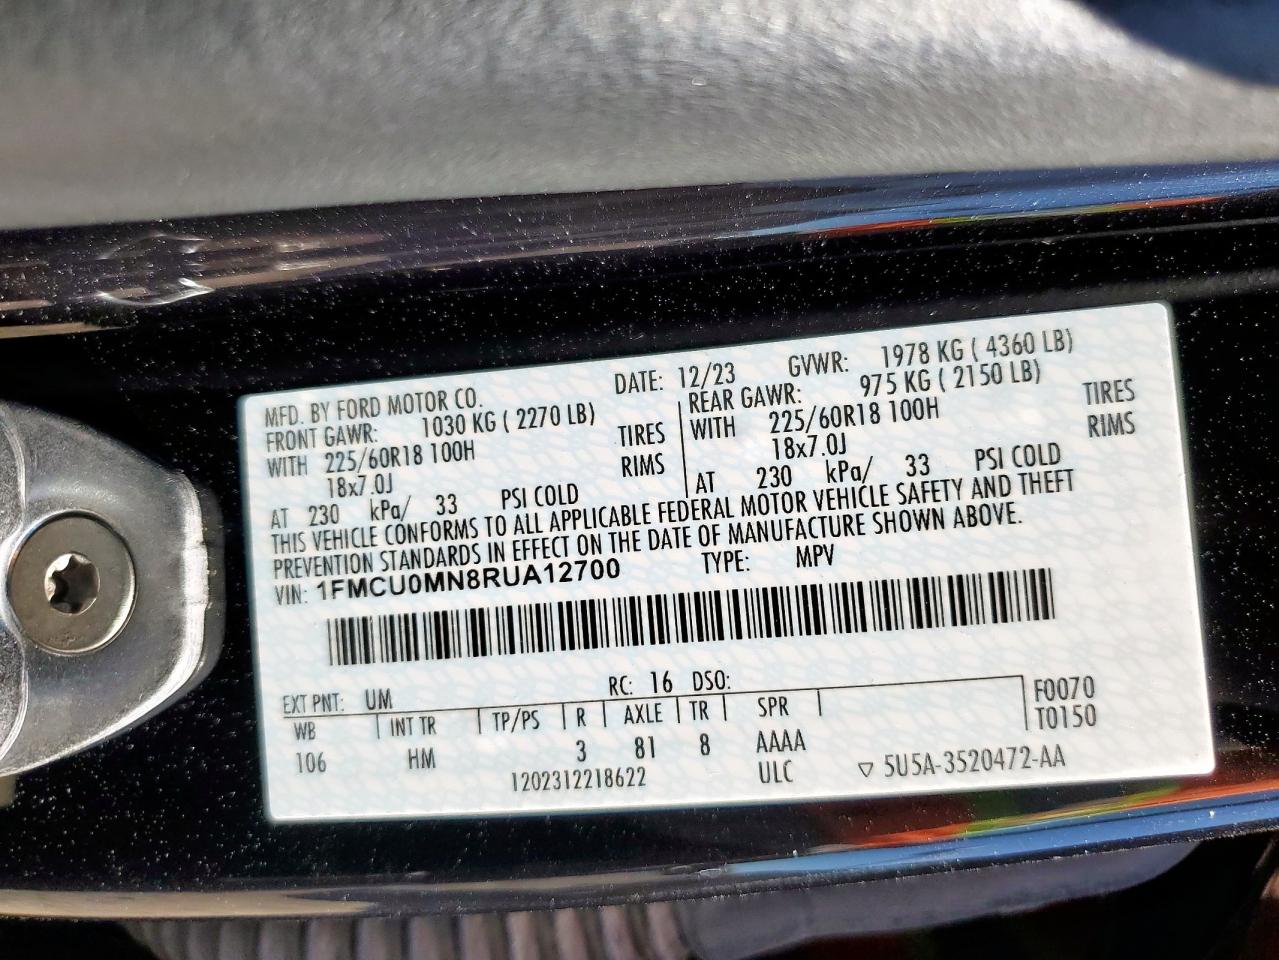 MFD. BY FORD MOTOR CO. DATE: 12/23 GVWR: 1978 KG ( 4360 LB)
FRONT GAWR: 1030 KG ( 2270 LB) REAR GAWR: 975 KG ( 2150 LB)
WITH 225/60R18 100H TIRES WITH 225/60R18 100H TIRES
18x7.0J RIMS 18x7.0J RIMS
AT 230 kPa/ 33 PSI COLD AT 230 kPa/ 33 PSI COLD
THIS VEHICLE CONFORMS TO ALL APPLICABLE FEDERAL MOTOR VEHICLE SAFETY AND THEFT
PREVENTION STANDARDS IN EFFECT ON THE DATE OF MANUFACTURE SHOWN ABOVE.
VIN: 1FMCU0MN8RUA12700 TYPE: MPV
EXT PNT: UM RC: 16 DSO: F0070
WB INT TR TP/PS R AXLE TR SPR T0150
106 HM 3 81 8 AAAA
1202312218622 ULC ▽ 5U5A-3520472-AA